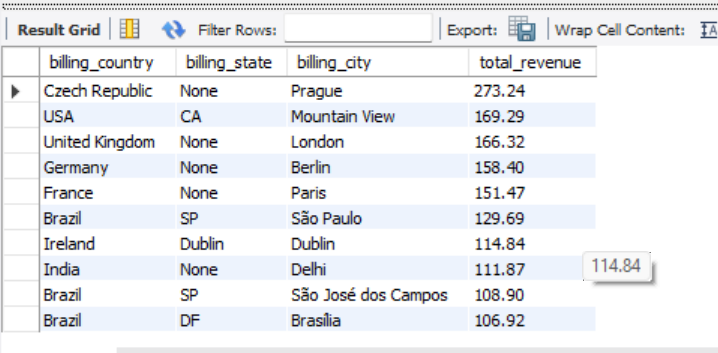 Result Grid Filter Rows: Export: Wrap Cell Content: IA
billing_country billing_state billing_city total_revenue
Czech Republic None Prague 273.24
USA CA Mountain View 169.29
United Kingdom None London 166.32
Germany None Berlin 158.40
France None Paris 151.47
Brazil SP São Paulo 129.69
Ireland Dublin Dublin 114.84
India None Delhi 111.87 114.84
Brazil SP São José dos Campos 108.90
Brazil DF Brasília 106.92